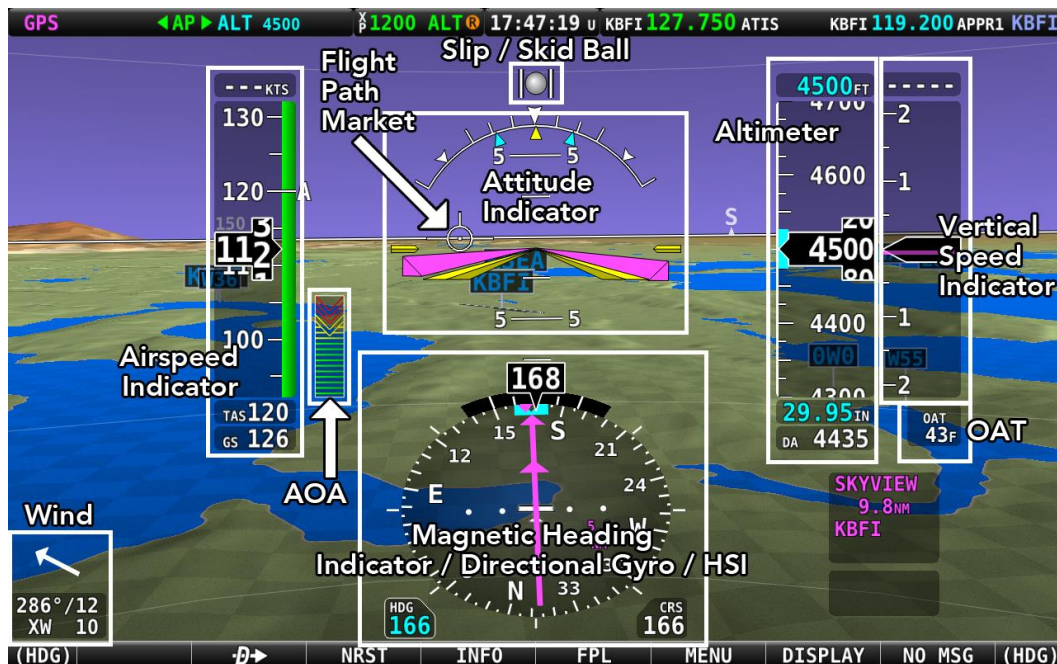 GPS
AP ALT 4500
XP 1200 ALT R
17:47:19 U
KBFI 127.750 ATIS
KBFI 119.200 APPR1 KBFI
Slip / Skid Ball
Flight
Path
Market
Attitude
Indicator
5 5
5 5
S
---KTS
130
120 A
150
112
100
TAS 120
GS 126
Airspeed
Indicator
AOA
Altimeter
4500FT
4700
4600
4500
20
80
4400
4300
29.95IN
DA 4435
-----
2
1
1
2
Vertical
Speed
Indicator
OAT
43F
OAT
KBFI
0W0
W55
SKYVIEW
9.8NM
KBFI
168
12
15
S
21
24
W
33
N
E
Magnetic Heading
Indicator / Directional Gyro / HSI
HDG
166
CRS
166
Wind
286°/12
XW 10
(HDG)
D
NRST
INFO
FPL
MENU
DISPLAY
NO MSG
(HDG)